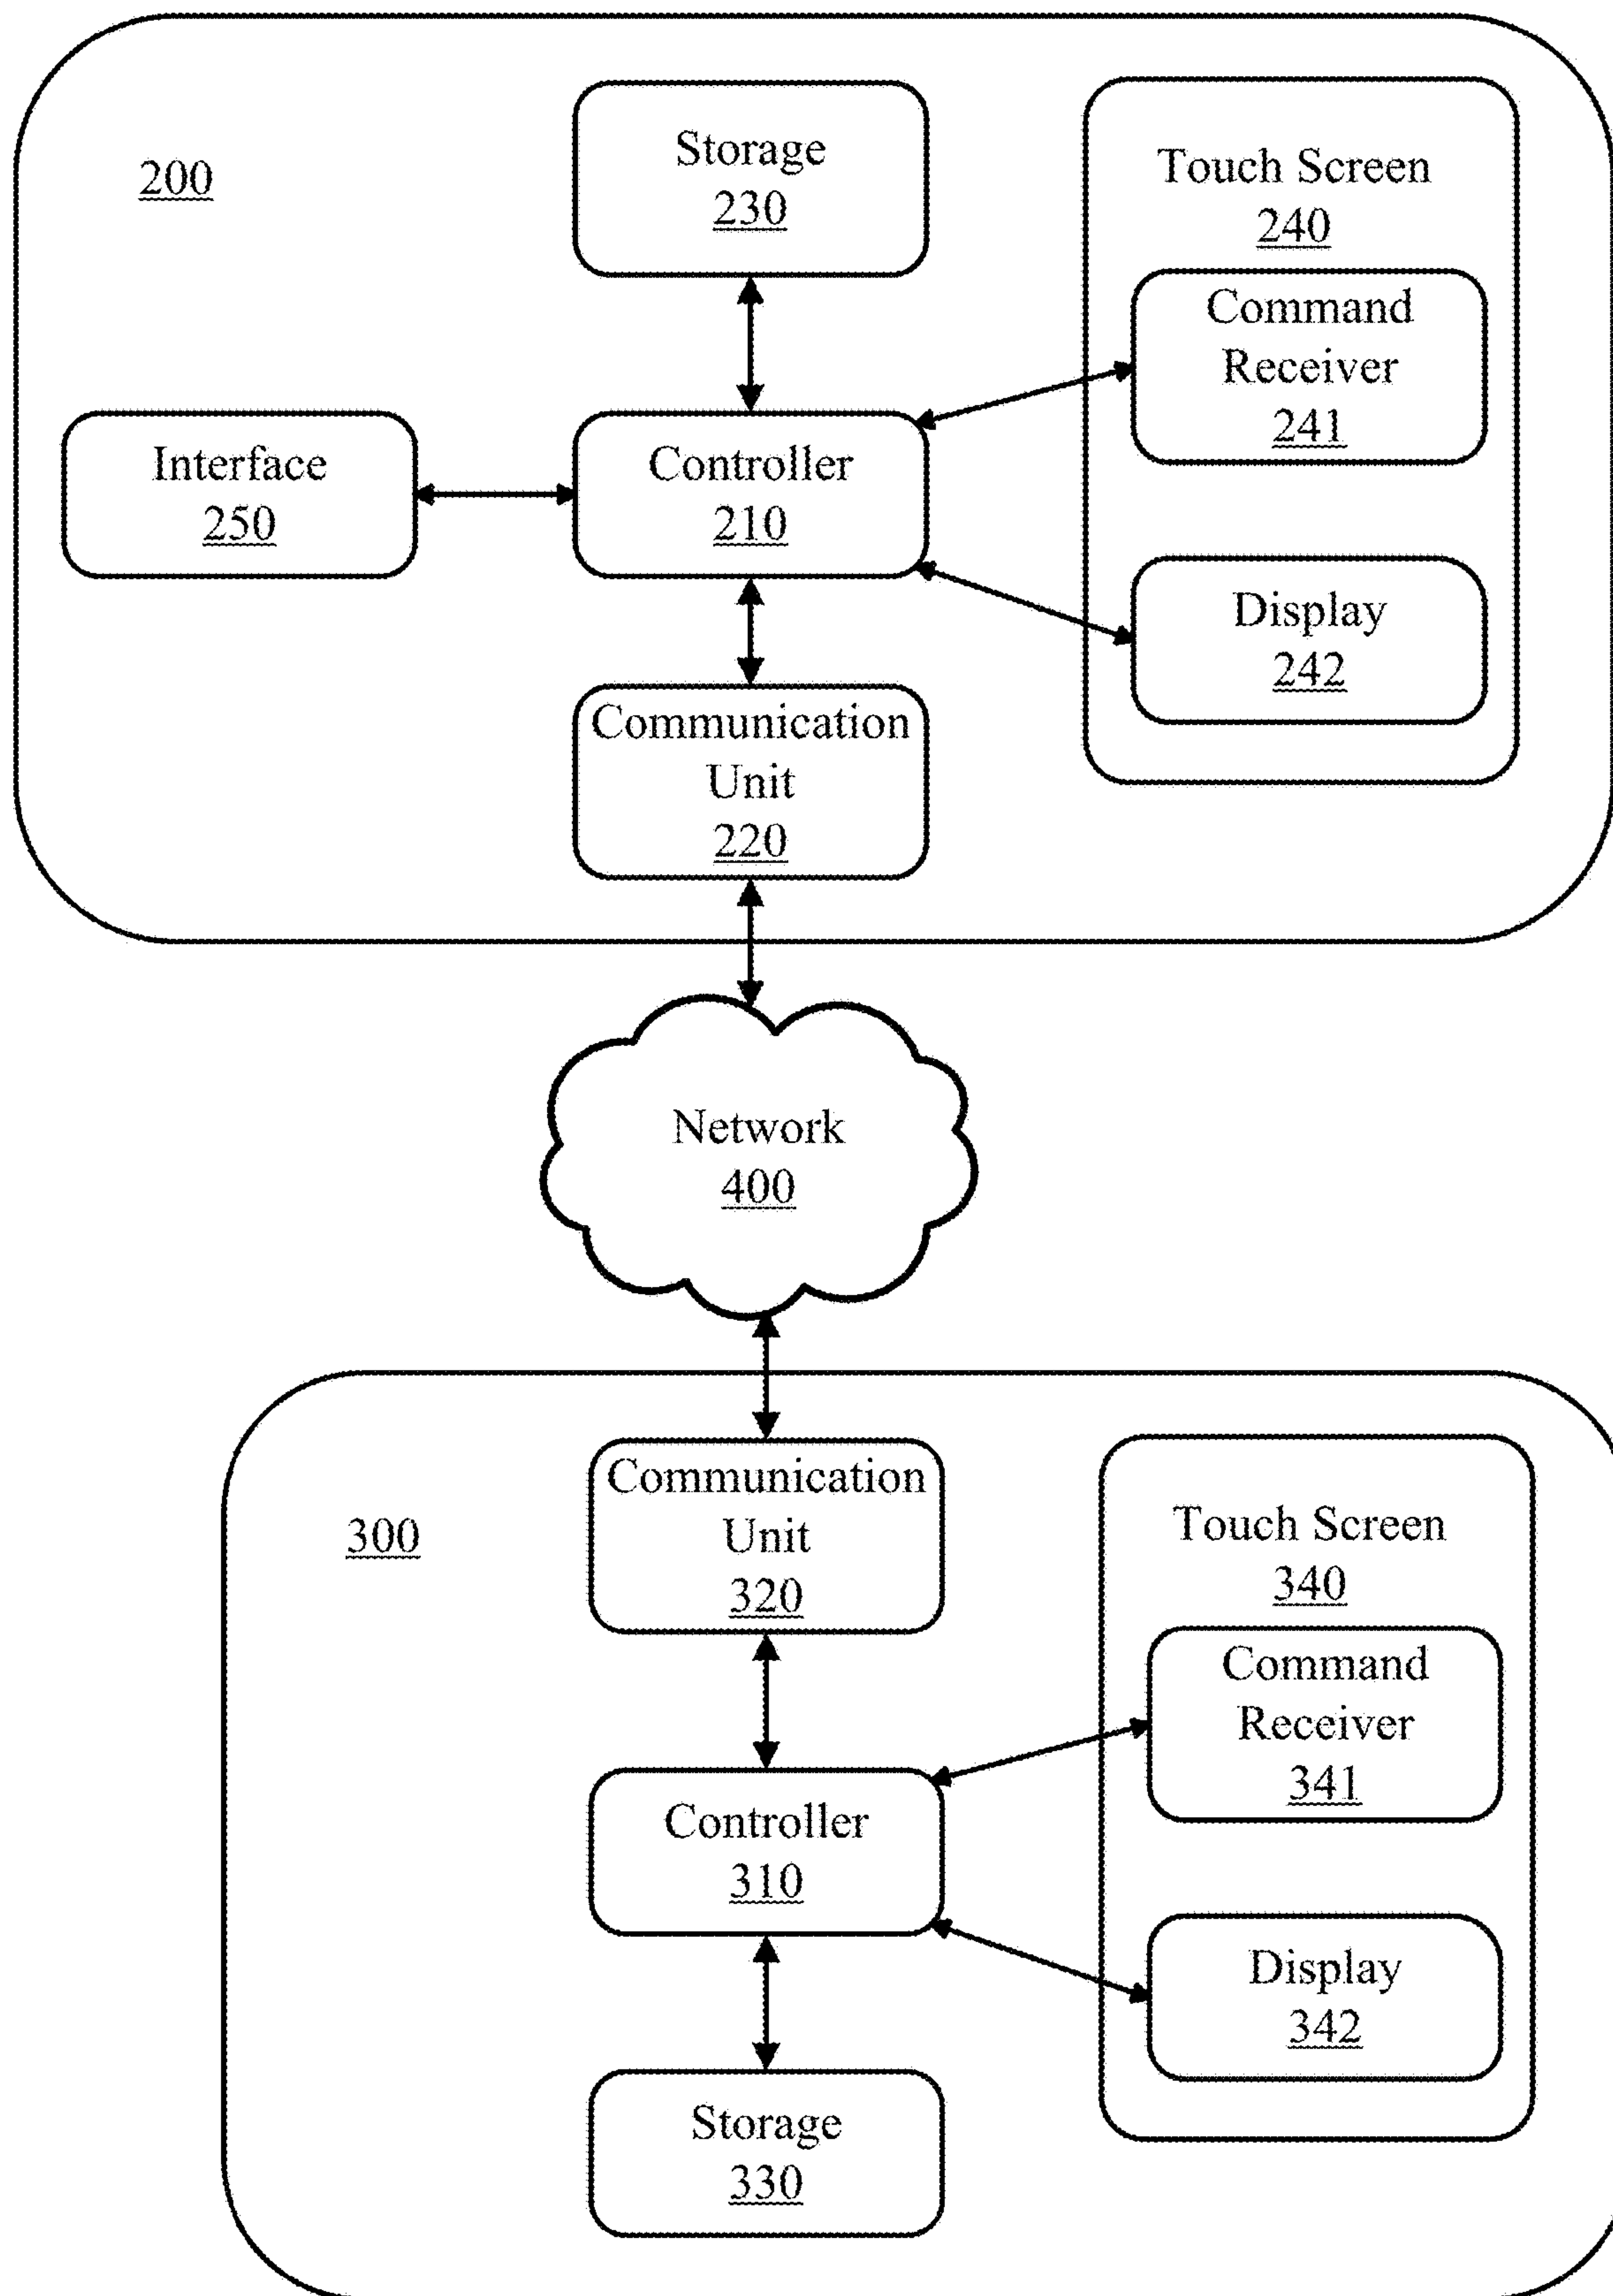 200
Storage
230
Touch Screen
240
Command
Receiver
241
Interface
250
Controller
210
Display
242
Communication
Unit
220
Network
400
300
Communication
Unit
320
Touch Screen
340
Command
Receiver
341
Controller
310
Display
342
Storage
330